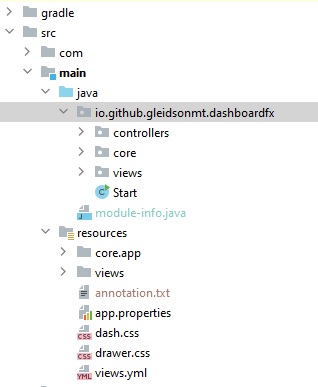 gradle
src
com
main
java
io.github.gleidsonmt.dashboardfx
controllers
core
views
Start
module-info.java
resources
core.app
views
annotation.txt
app.properties
dash.css
drawer.css
views.yml